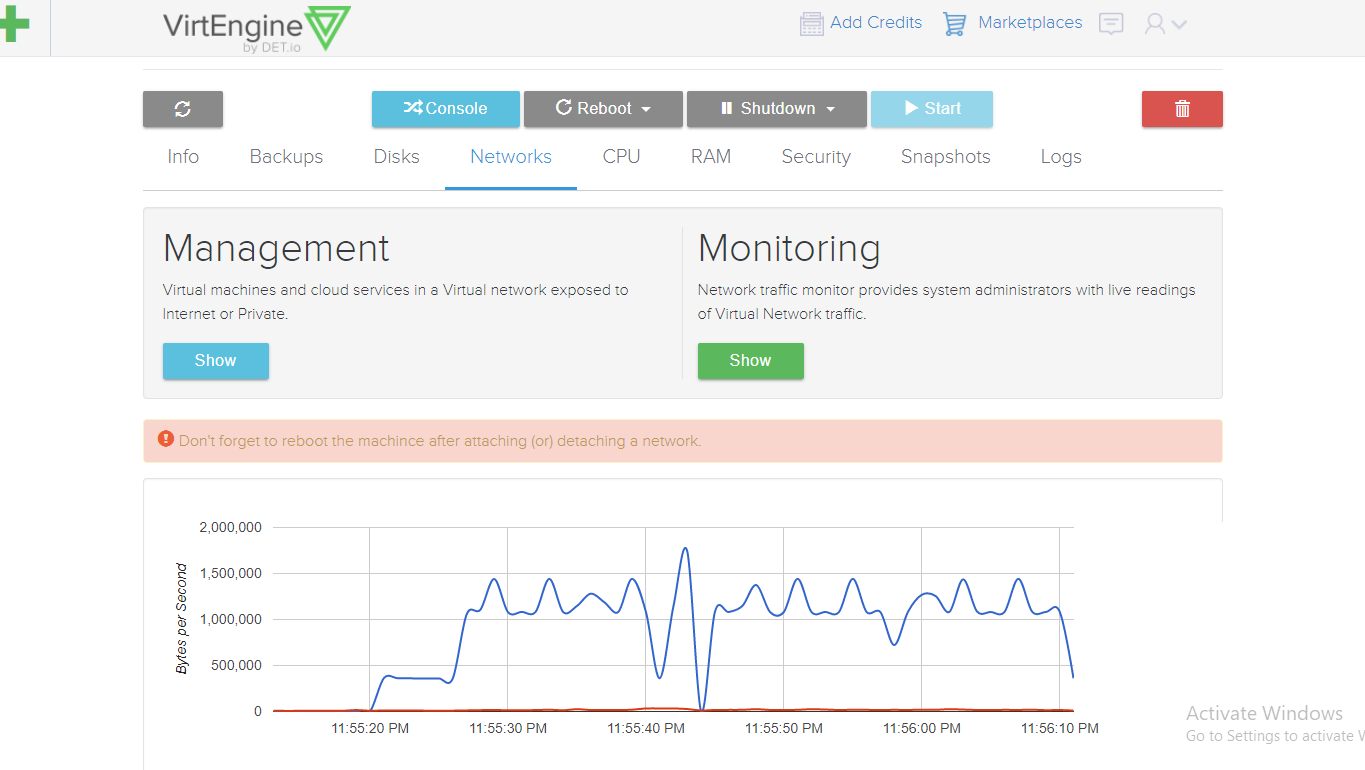 VirtEngine
by DET.io
Add Credits
Marketplaces
Console
Reboot
Shutdown
Start
Info
Backups
Disks
Networks
CPU
RAM
Security
Snapshots
Logs
Management
Virtual machines and cloud services in a Virtual network exposed to
Internet or Private.
Show
Monitoring
Network traffic monitor provides system administrators with live readings
of Virtual Network traffic.
Show
Don't forget to reboot the machince after attaching (or) detaching a network.
Bytes per Second
2,000,000
1,500,000
1,000,000
500,000
0
11:55:20 PM
11:55:30 PM
11:55:40 PM
11:55:50 PM
11:56:00 PM
11:56:10 PM
Activate Windows
Go to Settings to activate W